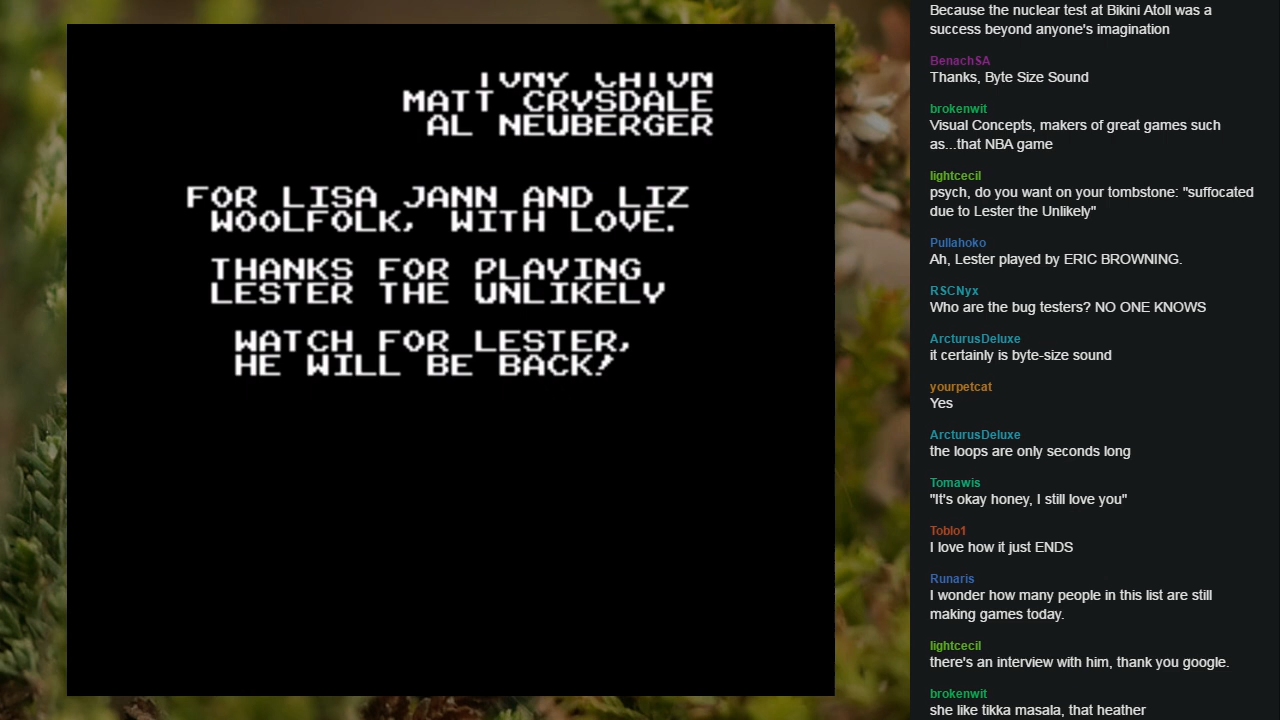 MATT CRYSDALE
AL NEUBERGER
FOR LISA JANN AND LIZ
WOOLFOLK, WITH LOVE.
THANKS FOR PLAYING
LESTER THE UNLIKELY
WATCH FOR LESTER,
HE WILL BE BACK!
Because the nuclear test at Bikini Atoll was a
success beyond anyone's imagination
BenachSA
Thanks, Byte Size Sound
brokenwit
Visual Concepts, makers of great games such
as...that NBA game
lightcecil
psych, do you want on your tombstone: "suffocated
due to Lester the Unlikely"
Pullahoko
Ah, Lester played by ERIC BROWNING.
RSCNyx
Who are the bug testers? NO ONE KNOWS
ArcturusDeluxe
it certainly is byte-size sound
yourpetcat
Yes
ArcturusDeluxe
the loops are only seconds long
Tomawis
"It's okay honey, I still love you"
Toblo1
I love how it just ENDS
Runaris
I wonder how many people in this list are still
making games today.
lightcecil
there's an interview with him, thank you google.
brokenwit
she like tikka masala, that heather